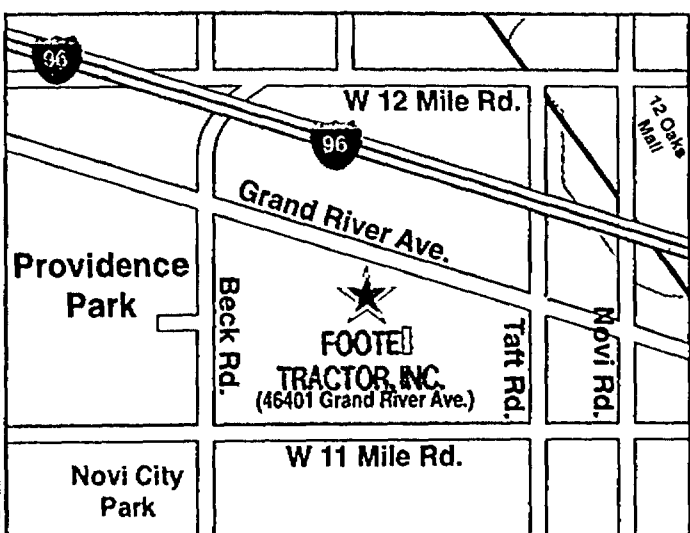 96
W 12 Mile Rd.
12 Oaks
Mall
96
Grand River Ave.
Providence
Park
Beck Rd.
FOOTE
TRACTOR, INC.
(46401 Grand River Ave.)
Taft Rd.
Novi Rd.
W 11 Mile Rd.
Novi City
Park